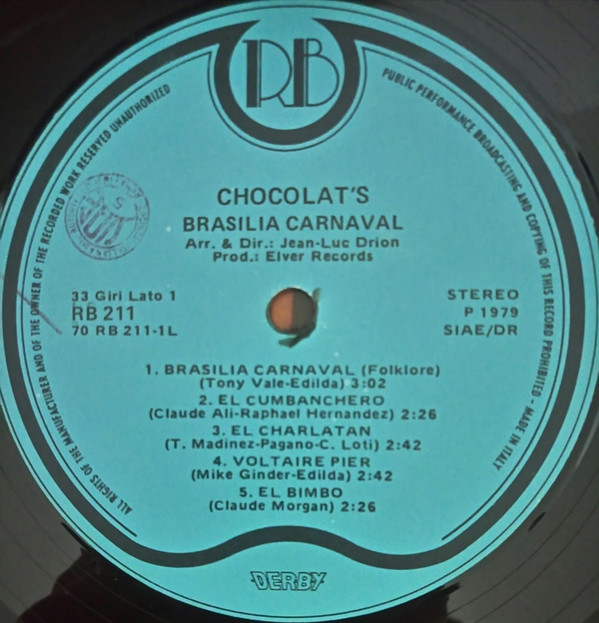 RB
ALL RIGHTS OF THE MANUFACTURER AND OF THE OWNER OF THE RECORDED WORK RESERVED UNAUTHORIZED
PUBLIC PERFORMANCE BROADCASTING AND COPYING OF THIS RECORD PROHIBITED - MADE IN ITALY
CHOCOLAT'S
BRASILIA CARNAVAL
Arr. & Dir.: Jean-Luc Drion
Prod.: Elver Records
33 Giri Lato 1
RB 211
70 RB 211-1L
STEREO
P 1979
SIAE/DR
1. BRASILIA CARNAVAL (Folklore)
(Tony Vale-Edilda) 3:02
2. EL CUMBANCHERO
(Claude Ali-Raphael Hernandez) 2:26
3. EL CHARLATAN
(T. Madinez-Pagano-C. Loti) 2:42
4. VOLTAIRE PIER
(Mike Ginder-Edilda) 2:42
5. EL BIMBO
(Claude Morgan) 2:26
DERBY